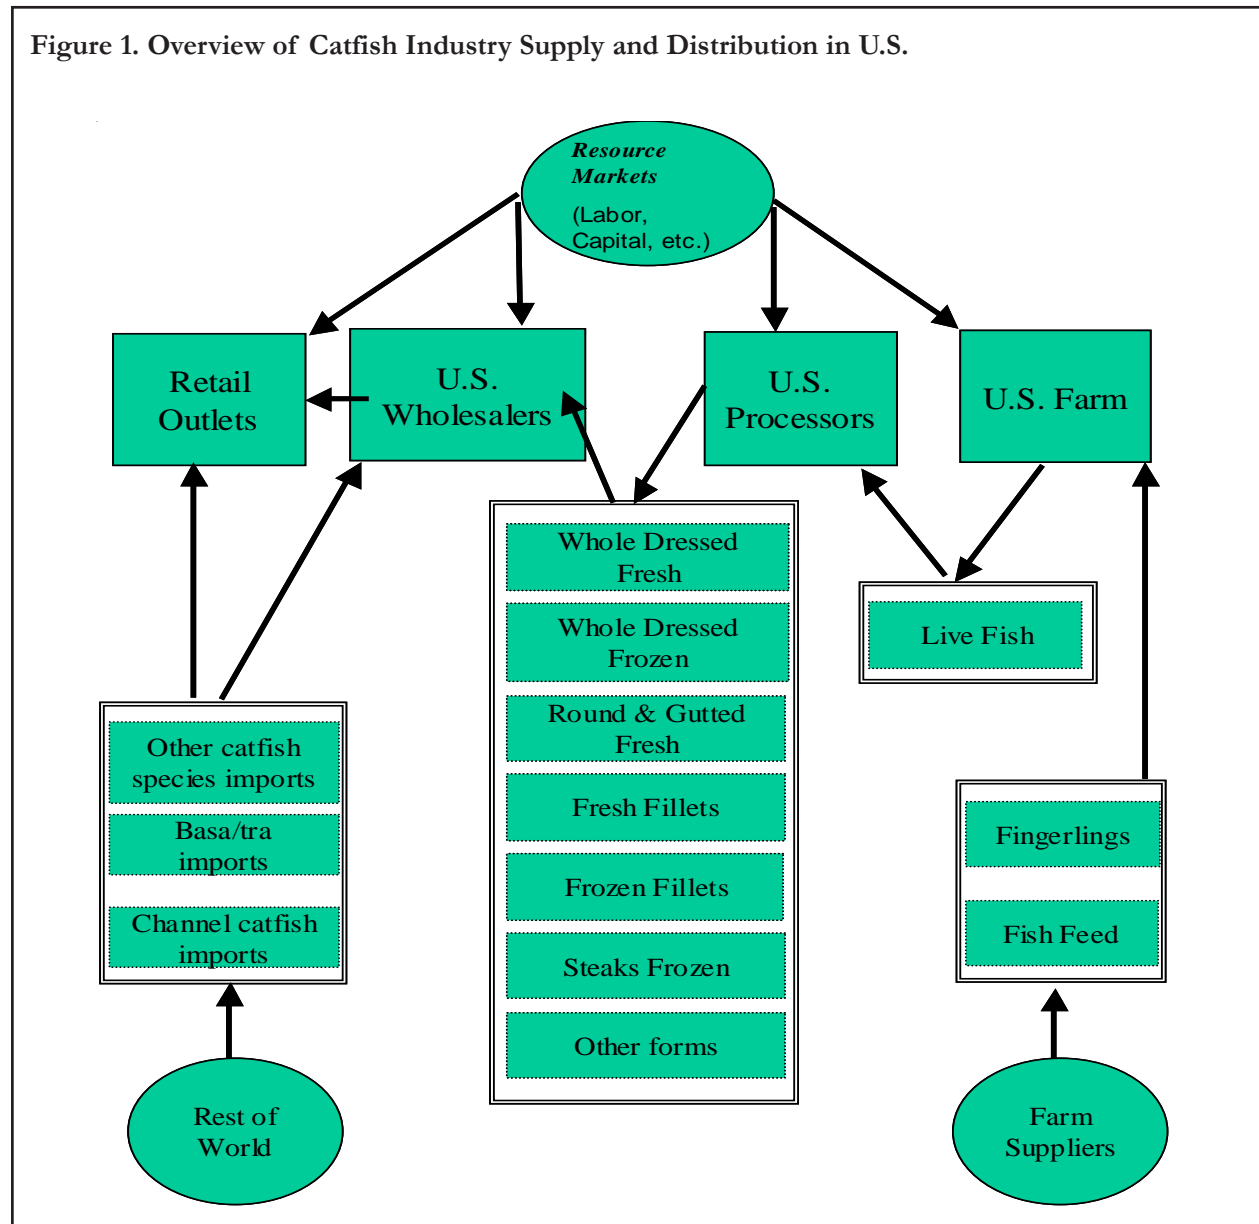 Figure 1. Overview of Catfish Industry Supply and Distribution in U.S.
Resource
Markets
(Labor,
Capital, etc.)
Retail
Outlets
U.S.
Wholesalers
U.S.
Processors
U.S. Farm
Whole Dressed
Fresh
Whole Dressed
Frozen
Round & Gutted
Fresh
Fresh Fillets
Frozen Fillets
Steaks Frozen
Other forms
Live Fish
Other catfish
species imports
Basa/tra
imports
Channel catfish
imports
Fingerlings
Fish Feed
Rest of
World
Farm
Suppliers